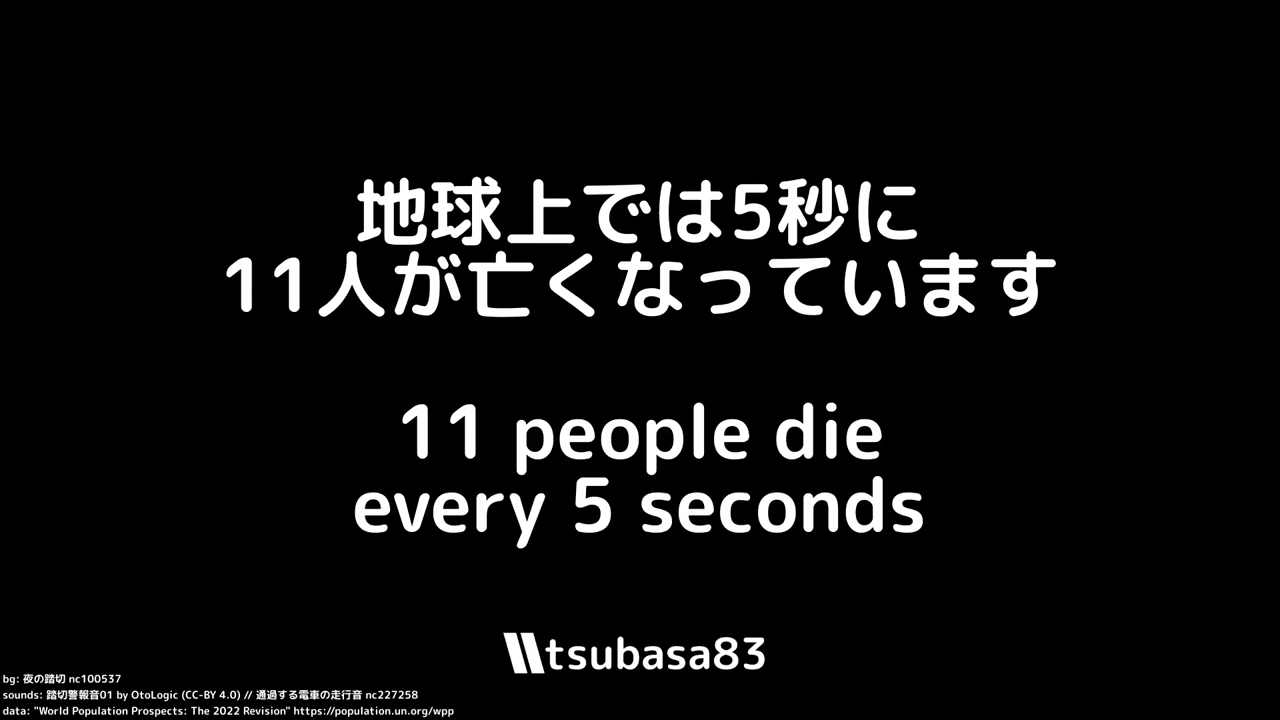 地球上では5秒に
11人が亡くなっています
11 people die
every 5 seconds
tsubasa83
bg: 夜の踏切 nc100537
sounds: 踏切警報音01 by OtoLogic (CC-BY 4.0) // 通過する電車の走行音 nc227258
data: "World Population Prospects: The 2022 Revision" https://population.un.org/wpp